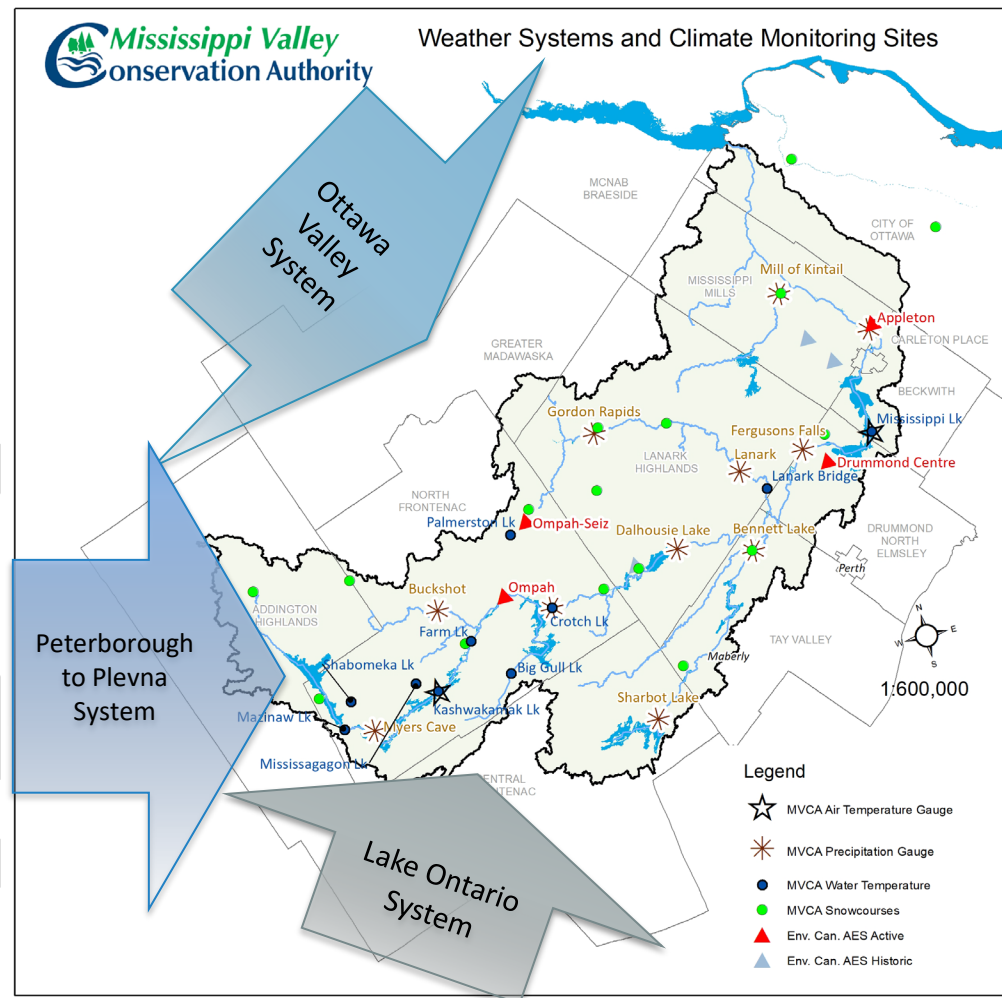 Mississippi Valley
Conservation Authority
Weather Systems and Climate Monitoring Sites
Ottawa
Valley
System
MCNAB
BRAESIDE
CITY OF
OTTAWA
Mill of Kintail
MISSISSIPPI
MILLS
Appleton
CARLETON PLACE
GREATER
MADAWASKA
BECKWITH
Gordon Rapids
Mississippi Lk
Fergusons Falls
Lanark
LANARK
HIGHLANDS
Drummond Centre
Lanark Bridge
NORTH
FRONTENAC
Palmerston Lk
Ompah-Seiz
Dalhousie Lake
Bennett Lake
DRUMMOND
NORTH
ELMSLEY
Perth
Buckshot
Ompah
ADDINGTON
HIGHLANDS
Crotch Lk
Farm Lk
TAY VALLEY
Maberly
N
E
W
S
Peterborough
to Plevna
System
Shabomeka Lk
Big Gull Lk
1:600,000
Sharbot Lake
Kashwakamak Lk
Mazinaw Lk
Myers Cave
Mississagagon Lk
Lake Ontario
System
Legend
MVCA Air Temperature Gauge
MVCA Precipitation Gauge
MVCA Water Temperature
MVCA Snowcourses
Env. Can. AES Active
Env. Can. AES Historic